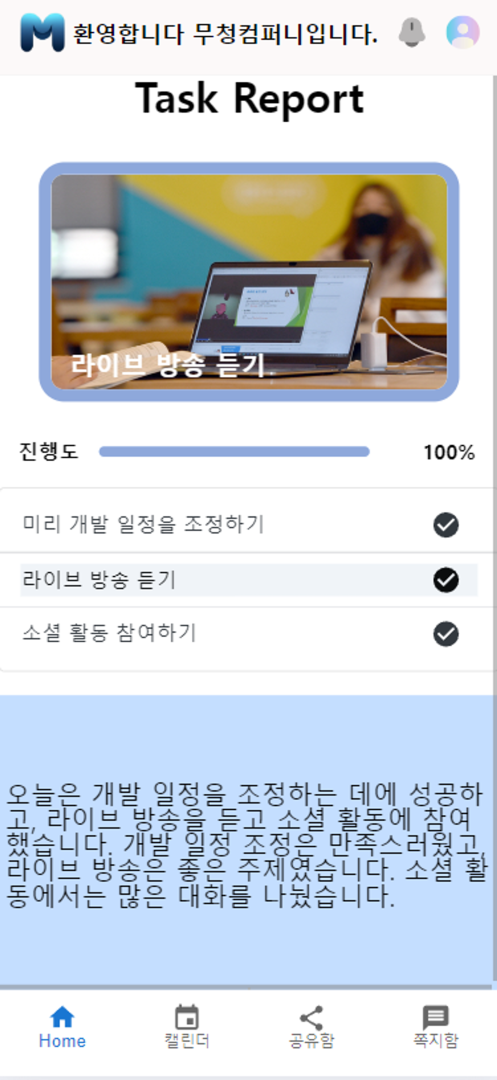 환영합니다 무청컴퍼니입니다.
Task Report
라이브 방송 듣기.
진행도 100%
미리 개발 일정을 조정하기
라이브 방송 듣기
소셜 활동 참여하기
오늘은 개발 일정을 조정하는 데에 성공하
고, 라이브 방송을 듣고 소셜 활동에 참여
했습니다. 개발 일정 조정은 만족스러웠고,
라이브 방송은 좋은 주제였습니다. 소셜 활
동에서는 많은 대화를 나눴습니다.
Home 캘린더 공유함 쪽지함